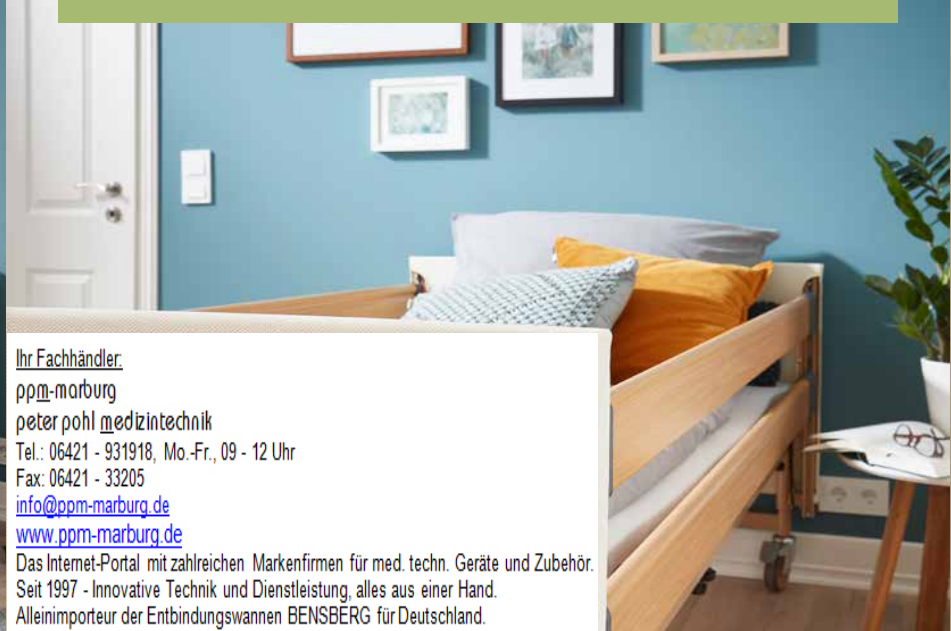 Ihr Fachhändler:
ppm-marburg
peter pohl medizintechnik
Tel.: 06421 - 931918, Mo.-Fr., 09 - 12 Uhr
Fax: 06421 - 33205
info@ppm-marburg.de
www.ppm-marburg.de
Das Internet-Portal mit zahlreichen Markenfirmen für med. techn. Geräte und Zubehör.
Seit 1997 - Innovative Technik und Dienstleistung, alles aus einer Hand.
Alleinimporteur der Entbindungswannen BENSBERG für Deutschland.